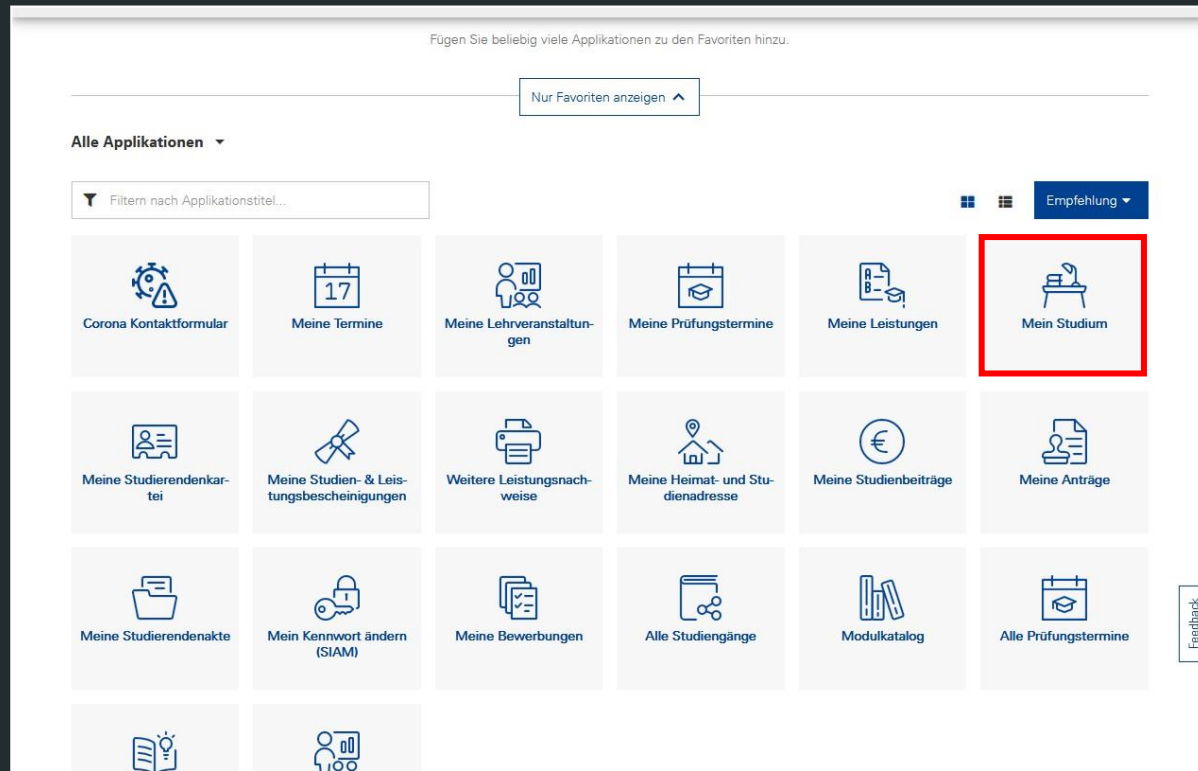 Fügen Sie beliebig viele Applikationen zu den Favoriten hinzu.
Nur Favoriten anzeigen
Alle Applikationen
Filtern nach Applikationstitel...
Empfehlung
Corona Kontaktformular
17
Meine Termine
Meine Lehrveranstaltun-
gen
Meine Prüfungstermine
A-
B-
Meine Leistungen
Mein Studium
Meine Studierendenkar-
tei
Meine Studien- & Leis-
tungsbescheinigungen
Weitere Leistungsnach-
weise
Meine Heimat- und Stu-
dienadresse
€
Meine Studienbeiträge
Meine Anträge
Meine Studierendenakte
Mein Kennwort ändern
(SIAM)
Meine Bewerbungen
Alle Studiengänge
Modulkatalog
Alle Prüfungstermine
Feedback